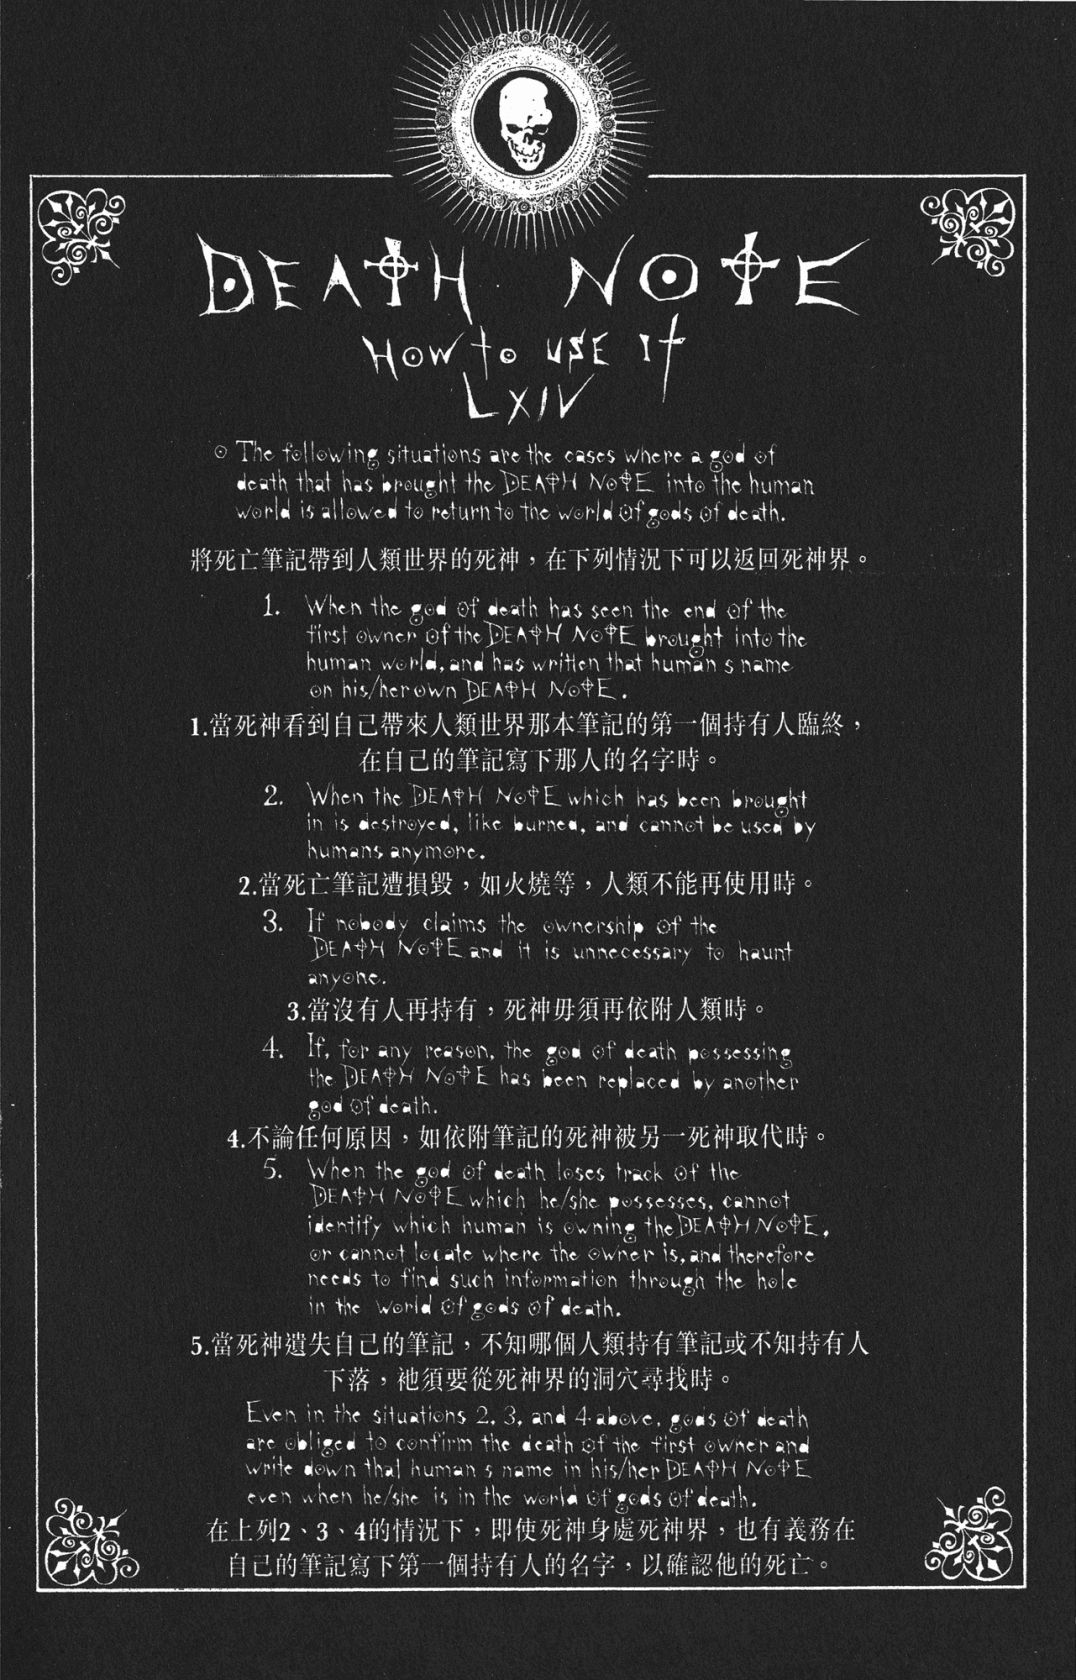 DEATH NOTE
HOW to USE It
LXIV
The following situations are the cases where a god of
death that has brought the DEATH NOTE into the human
world is allowed to return to the world of gods of death.
將死亡筆記帶到人類世界的死神，在下列情況下可以返回死神界。
1. When the god of death has seen the end of the
first owner of the DEATH NOTE brought into the
human world, and has written that human s name
on his/her own DEATH NOTE.
1.當死神看到自己帶來人類世界那本筆記的第一個持有人臨終，
在自己的筆記寫下那人的名字時。
2. When the DEATH NOTE which has been brought
in is destroyed, like burned, and cannot be used by
humans anymore.
2.當死亡筆記遭損毀，如火燒等，人類不能再使用時。
3. If nobody claims the ownership of the
DEATH NOTE and it is unnecessary to haunt
anyone.
3.當沒有人再持有，死神毋須再依附人類時。
4. If, for any reason, the god of death possessing
the DEATH NOTE has been replaced by another
god of death.
4.不論任何原因，如依附筆記的死神被另一死神取代時。
5. When the god of death loses track of the
DEATH NOTE which he/she possesses, cannot
identify which human is owning the DEATH NOTE,
or cannot locate where the owner is, and therefore
needs to find such information through the hole
in the world of gods of death.
5.當死神遺失自己的筆記，不知哪個人類持有筆記或不知持有人
下落，祂須要從死神界的洞穴尋找時。
Even in the situations 2, 3, and 4 above, gods of death
are obliged to confirm the death of the first owner and
write down that human s name in his/her DEATH NOTE
even when he/she is in the world of gods of death.
在上列2、3、4的情況下，即使死神身處死神界，也有義務在
自己的筆記寫下第一個持有人的名字，以確認他的死亡。